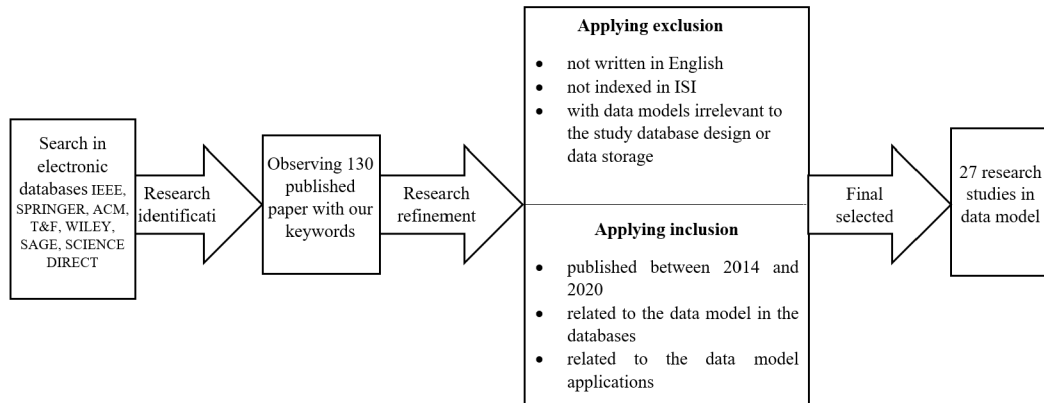 Search in
electronic
databases IEEE,
SPRINGER, ACM,
T&F, WILEY,
SAGE, SCIENCE
DIRECT
Research
identificati
Observing 130
published
paper with our
keywords
Research
refinement
Applying exclusion
• not written in English
• not indexed in ISI
• with data models irrelevant to
the study database design or
data storage
Applying inclusion
• published between 2014 and
2020
• related to the data model in the
databases
• related to the data model
applications
Final
selected
27 research
studies in
data model